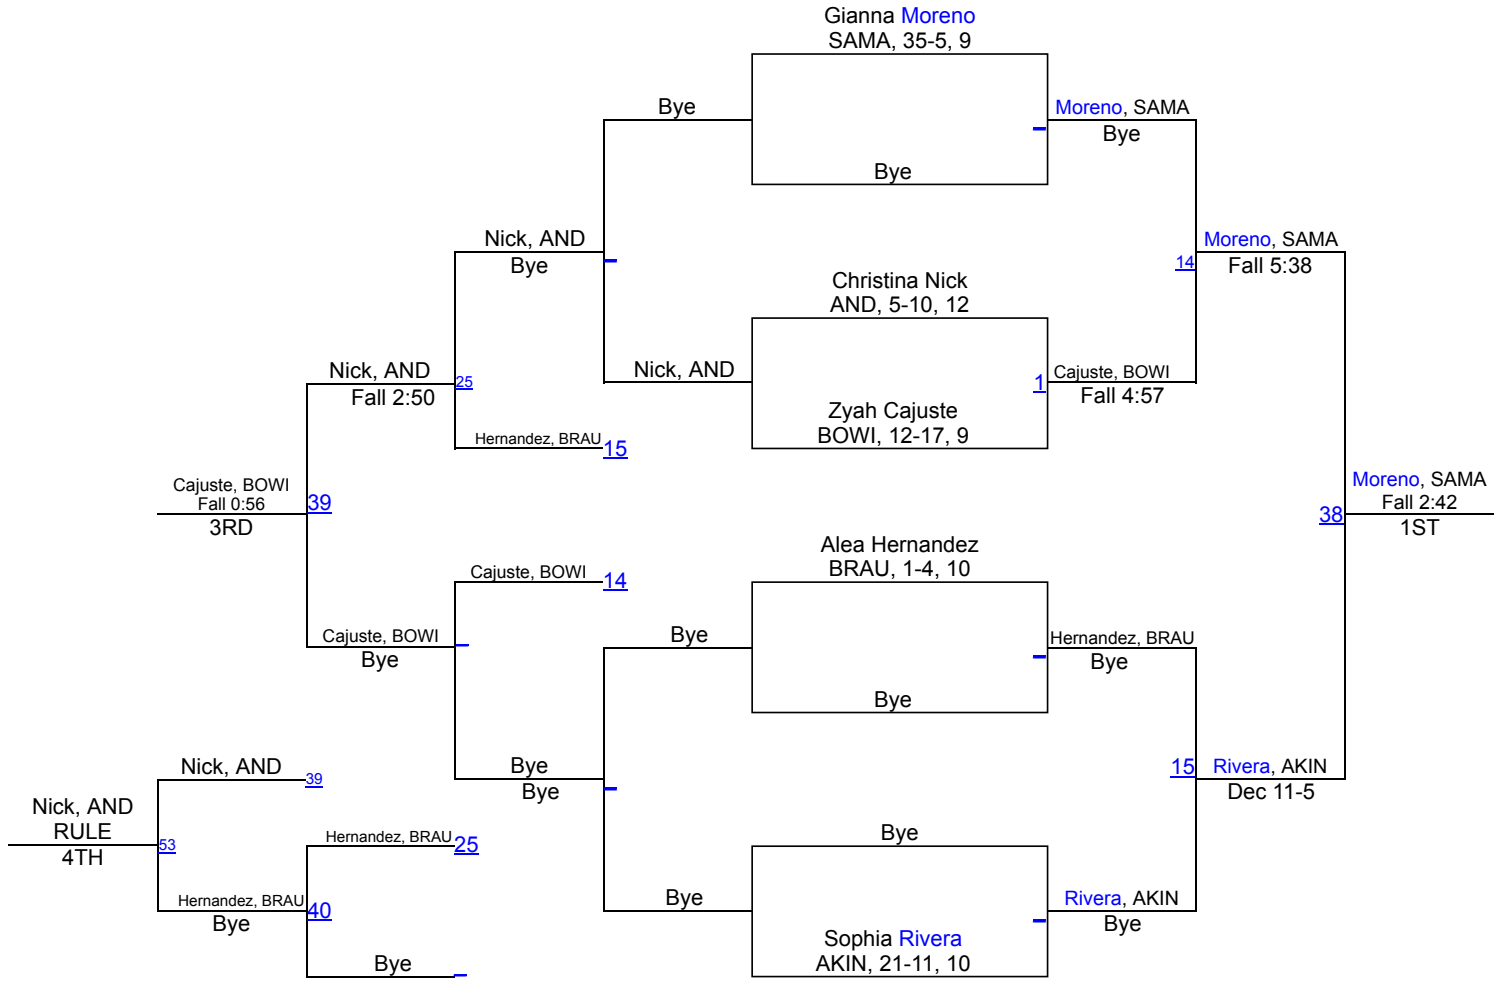 Gianna Moreno
SAMA, 35-5, 9
Bye
Moreno, SAMA
Bye
Bye
Nick, AND
Bye
Christina Nick
AND, 5-10, 12
14
Moreno, SAMA
Fall 5:38
Nick, AND
Fall 2:50
25
Nick, AND
1
Cajuste, BOWI
Fall 4:57
Zyah Cajuste
BOWI, 12-17, 9
Hernandez, BRAU
15
Cajuste, BOWI
Fall 0:56
3RD
39
38
Moreno, SAMA
Fall 2:42
1ST
Alea Hernandez
BRAU, 1-4, 10
Cajuste, BOWI
14
Cajuste, BOWI
Bye
Bye
Hernandez, BRAU
Bye
Bye
Nick, AND
39
Bye
Bye
15
Rivera, AKIN
Dec 11-5
Nick, AND
RULE
4TH
53
Hernandez, BRAU
25
Bye
Hernandez, BRAU
Bye
40
Bye
Rivera, AKIN
Bye
Sophia Rivera
AKIN, 21-11, 10
Bye